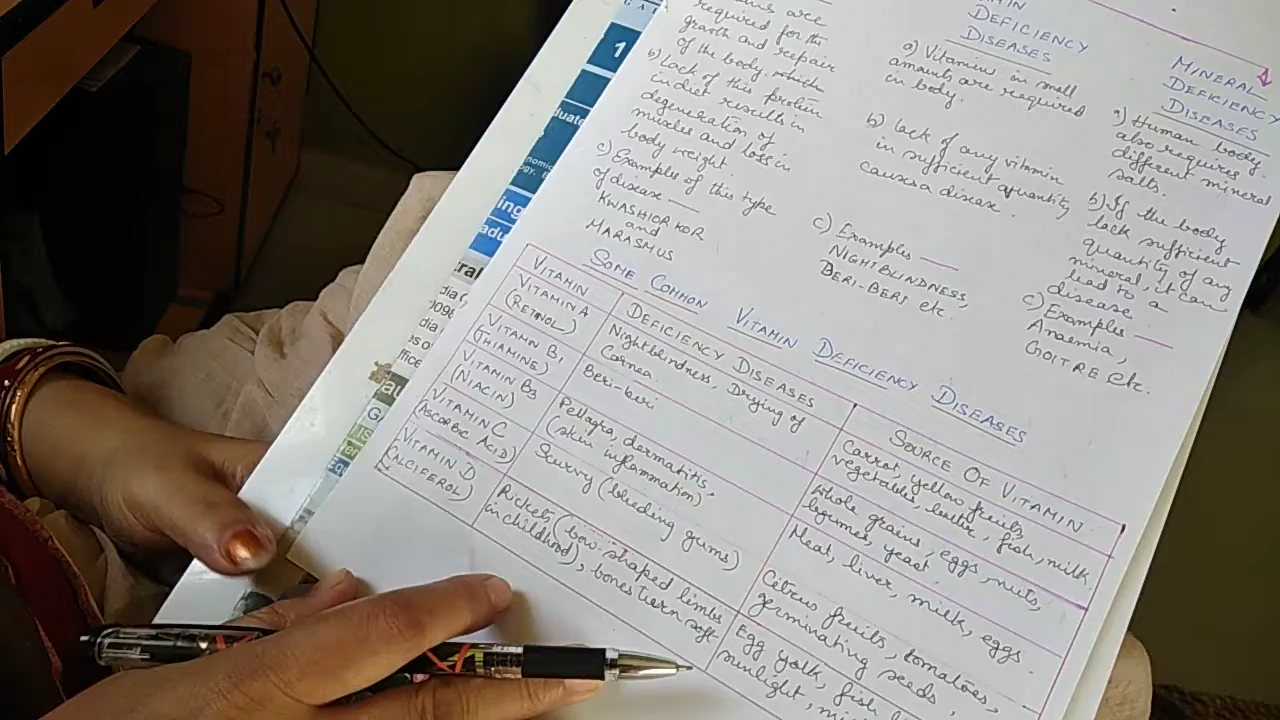 required for the
growth and repair
of the body which
b) Lack of this protein
in diet results in
degeneration of
muscles and loss in
body weight.
c) Examples of this type
of disease —
KWASHIORKOR
and
MARASMUS
DEFICIENCY
DISEASES
a) Vitamins in small
amounts are required
in body.
b) lack of any vitamin
in sufficient quantity
causes a disease.
c) Examples —
NIGHTBLINDNESS,
BERI-BERI etc.
MINERAL
DEFICIENCY
DISEASES
a) Human body
also requires
different mineral
salts.
b) If the body
lack sufficient
quantity of any
mineral, it can
lead to a
disease.
c) Examples —
Anaemia,
GOITRE etc.
SOME COMMON VITAMIN DEFICIENCY DISEASES
VITAMIN
DEFICIENCY DISEASES
SOURCE OF VITAMIN
VITAMIN A
(RETINOL)
Nightblindness, Drying of
Cornea.
Carrot, yellow fruits,
vegetables, butter, fish, milk
VITAMIN B1
(THIAMINE)
Beri-beri
Whole grains, eggs, nuts,
legumes, yeast.
VITAMIN B3
(NIACIN)
Pellagra, dermatitis,
(skin inflammation)
Meat, liver, milk, eggs.
VITAMIN C
(ASCORBIC ACID)
Scurvy (bleeding gums)
Citrus fruits, tomatoes,
germinating seeds,
VITAMIN-D
(CALCIFEROL)
Rickets (bow-shaped limbs
in childhood), bones turn soft
Egg yolk, fish
sunlight,
1